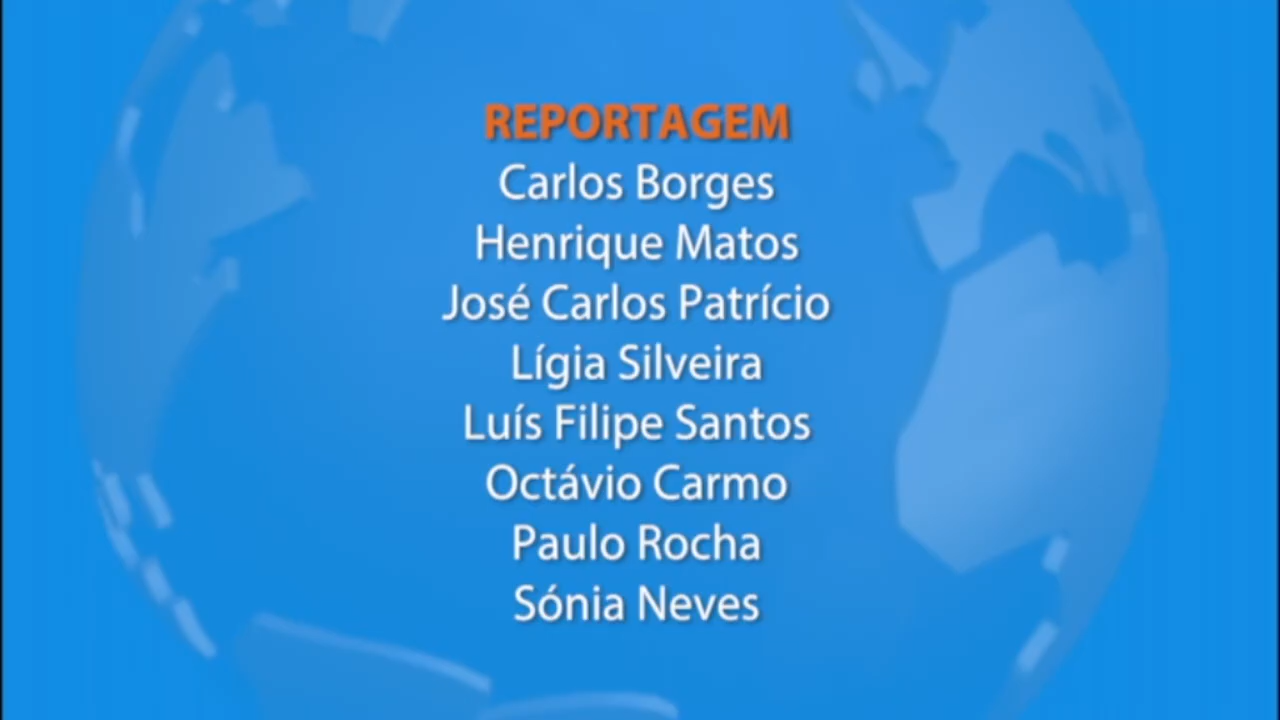 REPORTAGEM
Carlos Borges
Henrique Matos
José Carlos Patrício
Lígia Silveira
Luís Filipe Santos
Octávio Carmo
Paulo Rocha
Sónia Neves